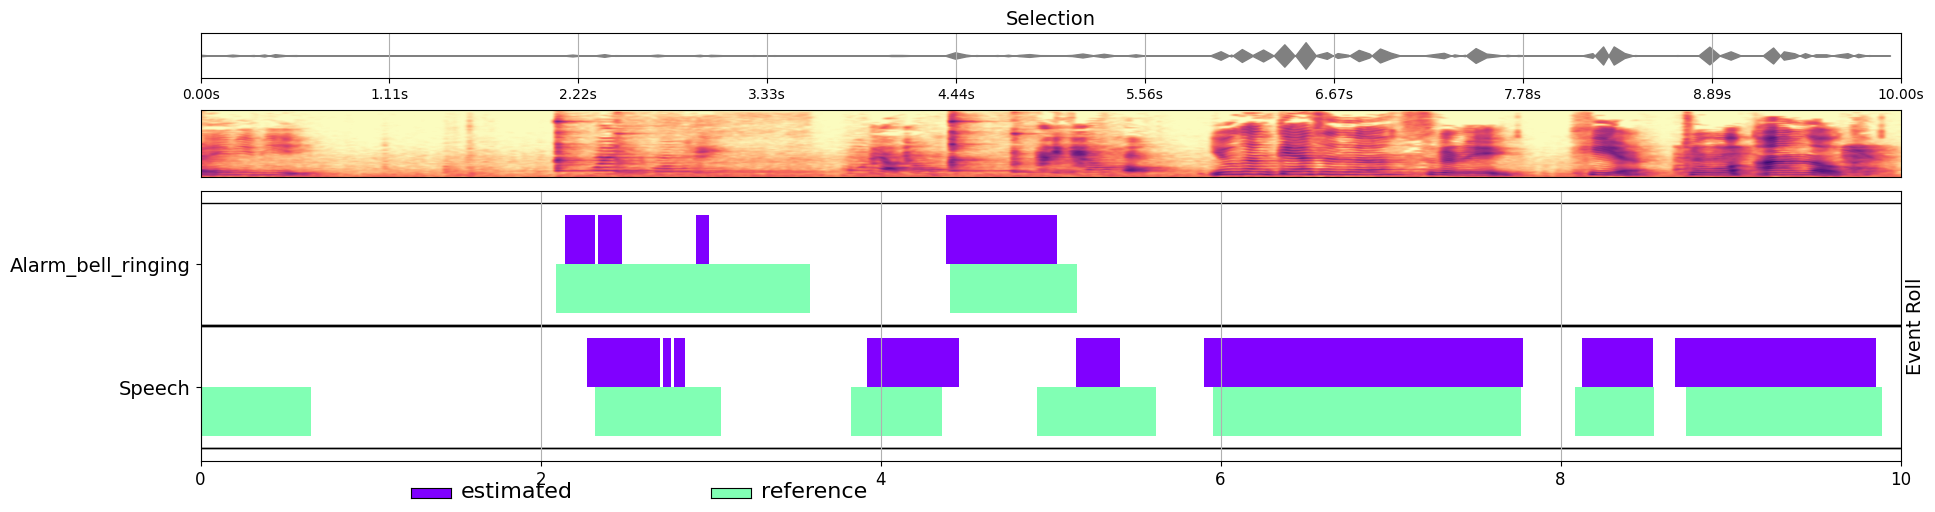 Selection
0.00s 1.11s 2.22s 3.33s 4.44s 5.56s 6.67s 7.78s 8.89s 10.00s
Alarm_bell_ringing
Speech
Event Roll
0 2 4 6 8 10
estimated reference